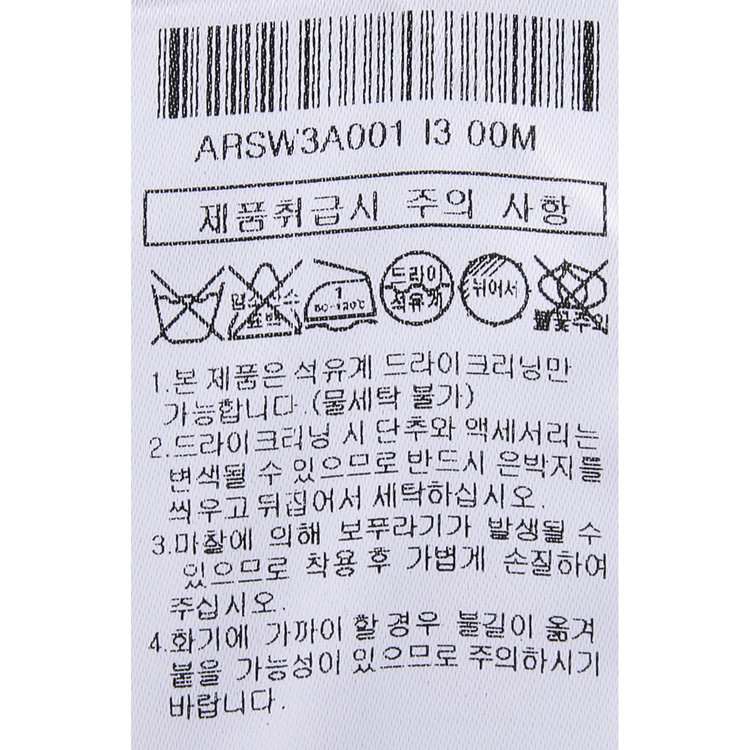 ARSW3A001 I3 00M
제품취급시 주의 사항
염소산소
표백
1
80~120℃
드라이
석유계
뉘어서
불꽃주의
1.본 제품은 석유계 드라이크리닝만
가능합니다.(물세탁 불가)
2.드라이크리닝 시 단추와 액세서리는
변색될 수 있으므로 반드시 은박지를
씌우고 뒤집어서 세탁하십시오.
3.마찰에 의해 보푸라기가 발생될 수
있으므로 착용 후 가볍게 손질하여
주십시오.
4.화기에 가까이 할 경우 불길이 옮겨
붙을 가능성이 있으므로 주의하시기
바랍니다.